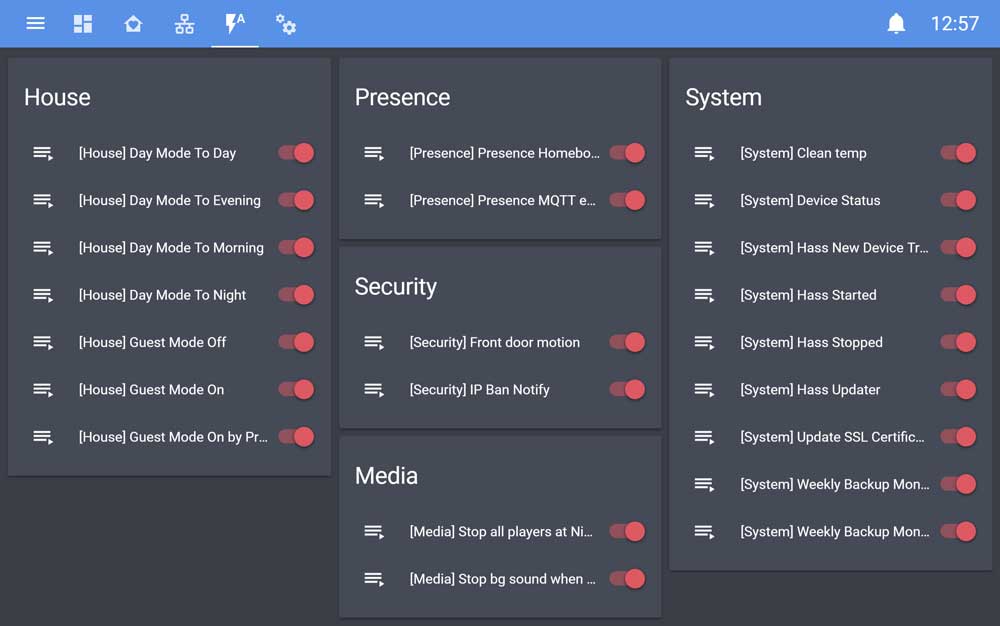 A
12:57
House
[House] Day Mode To Day
[House] Day Mode To Evening
[House] Day Mode To Morning
[House] Day Mode To Night
[House] Guest Mode Off
[House] Guest Mode On
[House] Guest Mode On by Pr...
Presence
[Presence] Presence Homebo...
[Presence] Presence MQTT e...
Security
[Security] Front door motion
[Security] IP Ban Notify
Media
[Media] Stop all players at Ni...
[Media] Stop bg sound when ...
System
[System] Clean temp
[System] Device Status
[System] Hass New Device Tr...
[System] Hass Started
[System] Hass Stopped
[System] Hass Updater
[System] Update SSL Certific...
[System] Weekly Backup Mon...
[System] Weekly Backup Mon...